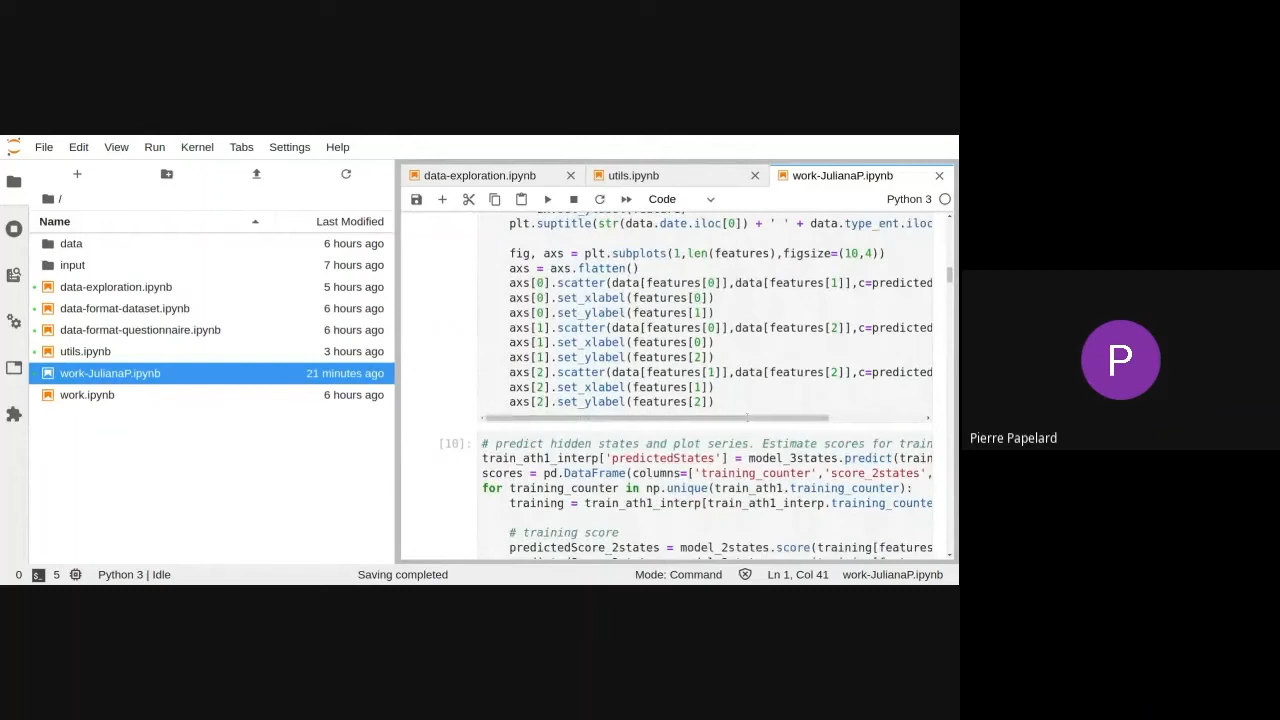 File Edit View Run Kernel Tabs Settings Help
/
Name Last Modified
data 6 hours ago
input 7 hours ago
data-exploration.ipynb 5 hours ago
data-format-dataset.ipynb 6 hours ago
data-format-questionnaire.ipynb 6 hours ago
utils.ipynb 3 hours ago
work-JulianaP.ipynb 21 minutes ago
work.ipynb 6 hours ago
data-exploration.ipynb utils.ipynb work-JulianaP.ipynb
Code Python 3
plt.suptitle(str(data.date.iloc[0]) + ' ' + data.type_ent.iloc
fig, axs = plt.subplots(1,len(features),figsize=(10,4))
axs = axs.flatten()
axs[0].scatter(data[features[0]],data[features[1]],c=predicted
axs[0].set_xlabel(features[0])
axs[0].set_ylabel(features[1])
axs[1].scatter(data[features[0]],data[features[2]],c=predicted
axs[1].set_xlabel(features[0])
axs[1].set_ylabel(features[2])
axs[2].scatter(data[features[1]],data[features[2]],c=predicted
axs[2].set_xlabel(features[1])
axs[2].set_ylabel(features[2])
[10]: # predict hidden states and plot series. Estimate scores for train
train_ath1_interp['predictedStates'] = model_3states.predict(train
scores = pd.DataFrame(columns=['training_counter','score_2states',
for training_counter in np.unique(train_ath1.training_counter):
training = train_ath1_interp[train_ath1_interp.training_counte
# training score
predictedScore_2states = model_2states.score(training[features
0 $_ 5 Python 3 | Idle Saving completed Mode: Command Ln 1, Col 41 work-JulianaP.ipynb
P
Pierre Papelard